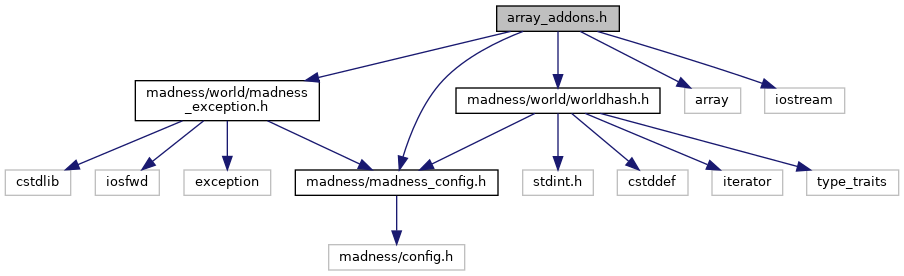 array_addons.h
madness/world/madness
_exception.h
madness/world/worldhash.h
array
iostream
cstdlib
iosfwd
exception
madness/madness_config.h
stdint.h
cstddef
iterator
type_traits
madness/config.h